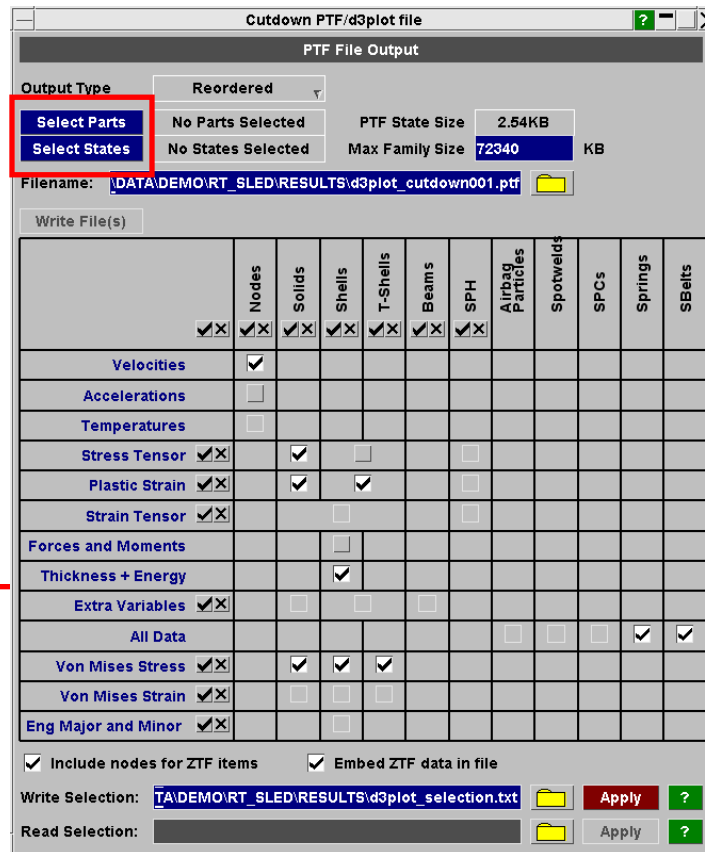 Cutdown PTF/d3plot file ?
PTF File Output
Output Type Reordered
Select Parts No Parts Selected PTF State Size 2.54KB
Select States No States Selected Max Family Size 72340 KB
Filename: \DATA\DEMO\RT_SLED\RESULTS\d3plot_cutdown001.ptf
Write File(s)
Nodes Solids Shells T-Shells Beams SPH Airbag Particles Spotwelds SPCs Springs SBelts
Velocities
Accelerations
Temperatures
Stress Tensor
Plastic Strain
Strain Tensor
Forces and Moments
Thickness + Energy
Extra Variables
All Data
Von Mises Stress
Von Mises Strain
Eng Major and Minor
Include nodes for ZTF items Embed ZTF data in file
Write Selection: TA\DEMO\RT_SLED\RESULTS\d3plot_selection.txt Apply ?
Read Selection: Apply ?